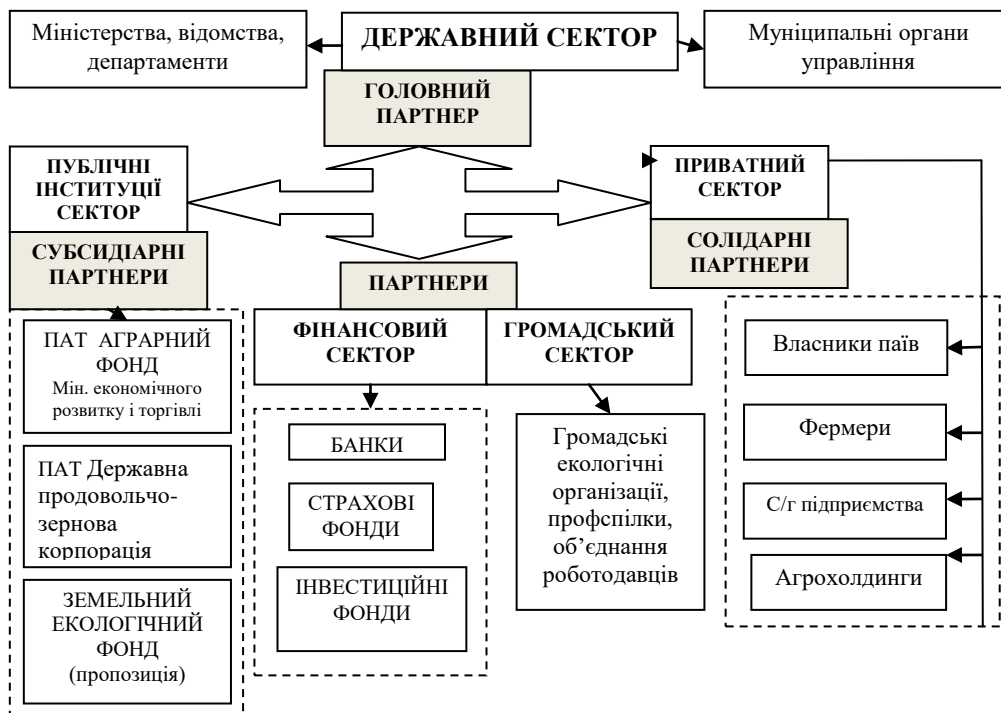 Міністерства, відомства,
департаменти
ДЕРЖАВНИЙ СЕКТОР
Муніципальні органи
управління
ГОЛОВНИЙ
ПАРТНЕР
ПУБЛІЧНІ
ІНСТИТУЦІЇ
СЕКТОР
СУБСИДІАРНІ
ПАРТНЕРИ
ПРИВАТНИЙ
СЕКТОР
СОЛІДАРНІ
ПАРТНЕРИ
ПАРТНЕРИ
ФІНАНСОВИЙ
СЕКТОР
ГРОМАДСЬКИЙ
СЕКТОР
ПАТ АГРАРНИЙ
ФОНД
Мін. економічного
розвитку і торгівлі
ПАТ Державна
продовольчо-
зернова
корпорація
ЗЕМЕЛЬНИЙ
ЕКОЛОГІЧНИЙ
ФОНД
(пропозиція)
БАНКИ
СТРАХОВІ
ФОНДИ
ІНВЕСТИЦІЙНІ
ФОНДИ
Громадські
екологічні
організації,
профспілки,
об’єднання
роботодавців
Власники паїв
Фермери
С/г підприємства
Агрохолдинги